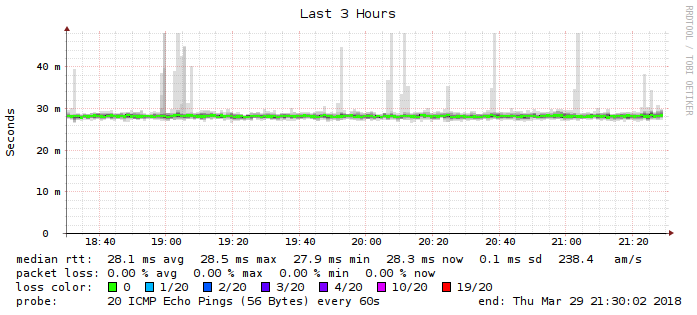 Last 3 Hours
RRDTOOL / TOBI OETIKER
Seconds
40 m
30 m
20 m
10 m
0
18:40 19:00 19:20 19:40 20:00 20:20 20:40 21:00 21:20
median rtt: 28.1 ms avg 28.5 ms max 27.9 ms min 28.3 ms now 0.1 ms sd 238.4 am/s
packet loss: 0.00 % avg 0.00 % max 0.00 % min 0.00 % now
loss color: 0 1/20 2/20 3/20 4/20 10/20 19/20
probe: 20 ICMP Echo Pings (56 Bytes) every 60s end: Thu Mar 29 21:30:02 2018